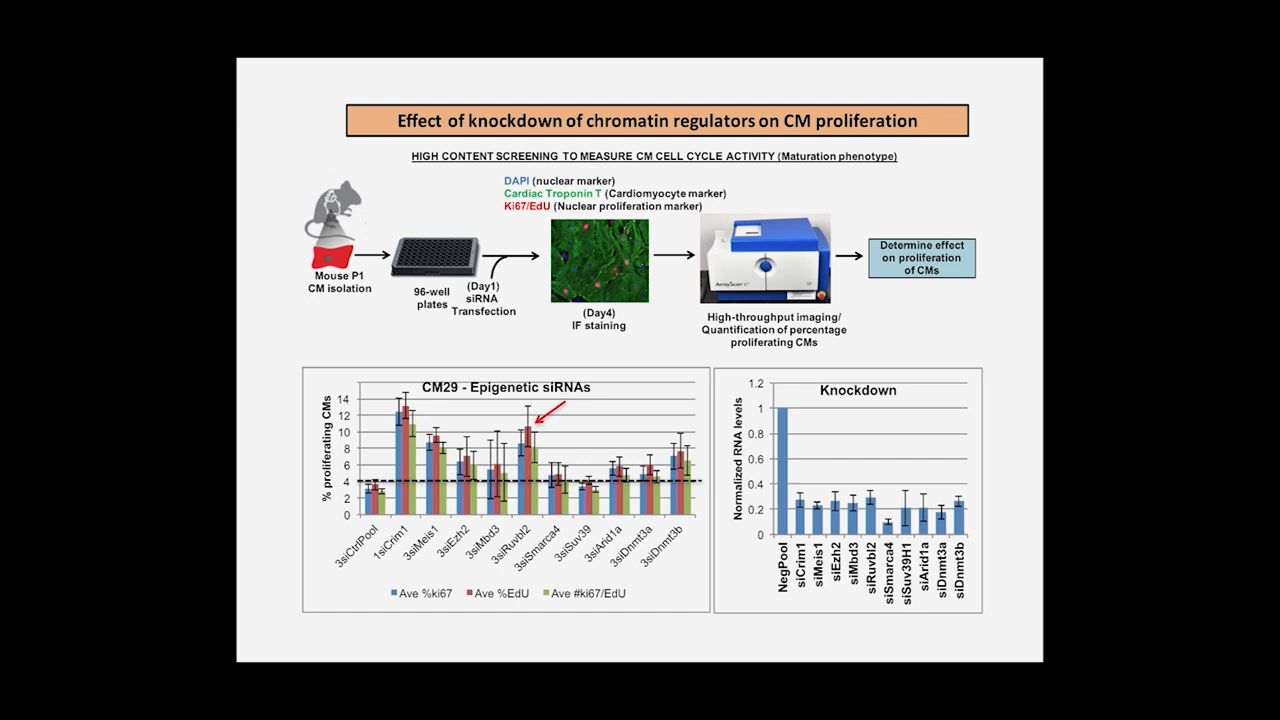 Effect of knockdown of chromatin regulators on CM proliferation
HIGH CONTENT SCREENING TO MEASURE CM CELL CYCLE ACTIVITY (Maturation phenotype)
DAPI (nuclear marker)
Cardiac Troponin T (Cardiomyocyte marker)
Ki67/EdU (Nuclear proliferation marker)
Mouse P1
CM isolation
96-well
plates
(Day1)
siRNA
Transfection
(Day4)
IF staining
ArrayScan
High-throughput imaging/
Quantification of percentage
proliferating CMs
Determine effect
on proliferation
of CMs
CM29 - Epigenetic siRNAs
% proliferating CMs
14
12
10
8
6
4
2
0
3siCtrlPool
1siCrim1
3siMeis1
3siEzh2
3siMbd3
3siRuvbl2
3siSmarca4
3siSuv39
3siArid1a
3siDnmt3a
3siDnmt3b
Ave %ki67
Ave %EdU
Ave #ki67/EdU
Knockdown
Normalized RNA levels
1.2
1
0.8
0.6
0.4
0.2
0
NegPool
siCrim1
siMeis1
siEzh2
siMbd3
siRuvbl2
siSmarca4
siSuv39H1
siArid1a
siDnmt3a
siDnmt3b